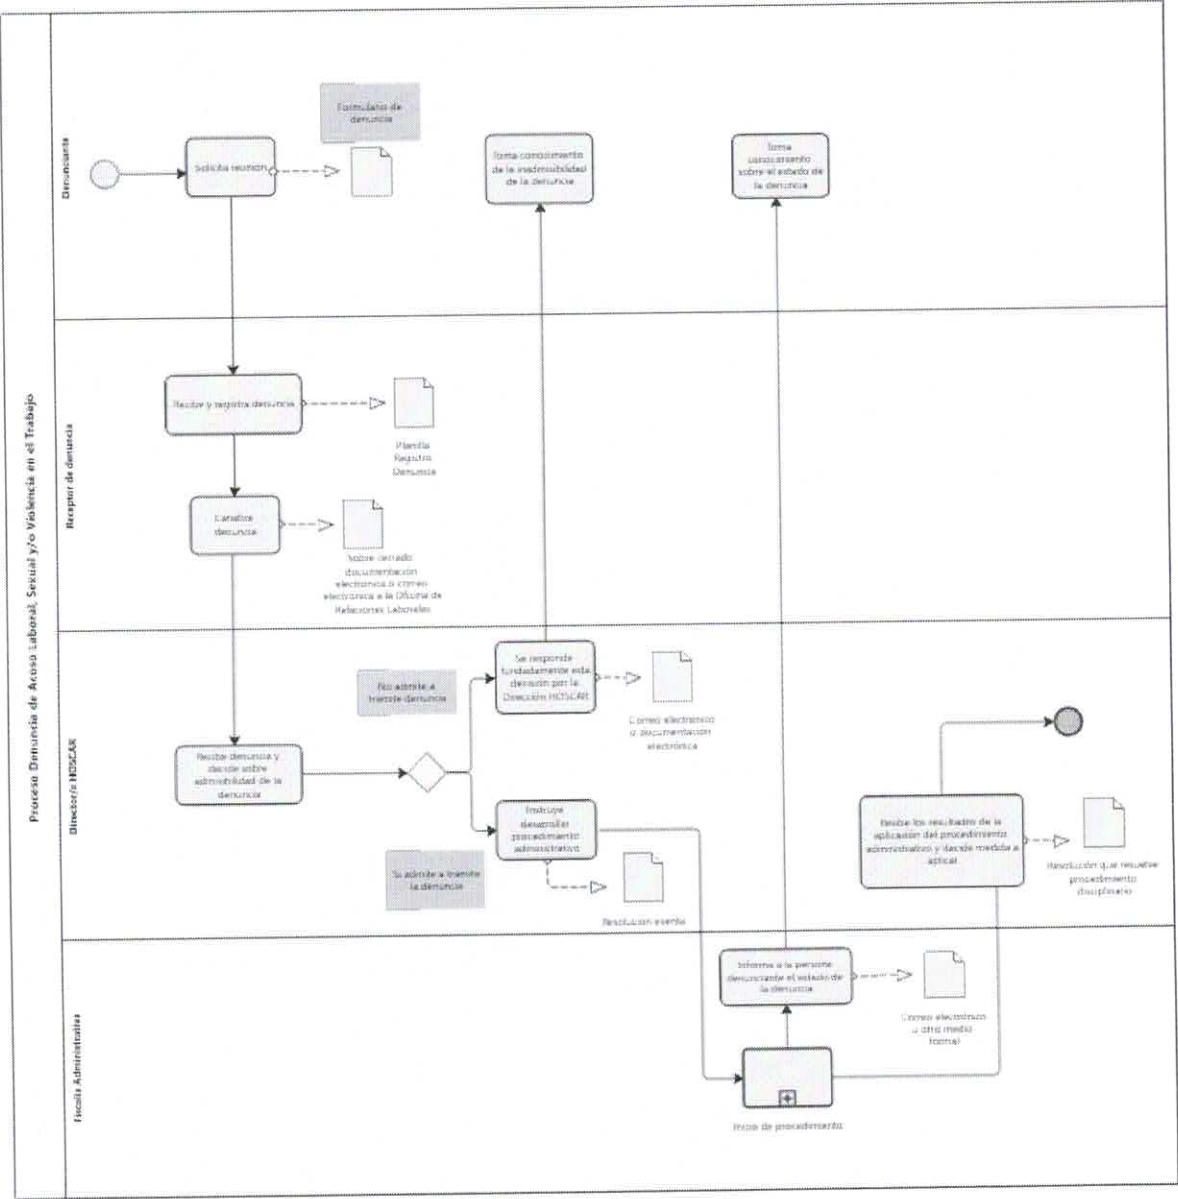 Proceso Denuncia de Acoso Laboral, Sexual y/o Violencia en el Trabajo
Denunciante
Formulario de
denuncia
Solicita reunión
Toma conocimiento
de la inadmisibilidad
de la denuncia
Toma
conocimiento
sobre el estado de
la denuncia
Receptor de denuncia
Recibe y registra denuncia
Planilla
Registro
Denuncia
Canaliza
denuncia
Sobre cerrado
documentación
electrónica o correo
electrónico a la Oficina de
Relaciones Laborales
Director/a HOSCAR
No admite a
trámite denuncia
Se responde
fundadamente esta
decisión por la
Dirección HOSCAR
Correo electrónico
o documentación
electrónica
Recibe denuncia y
decide sobre
admisibilidad de la
denuncia
Instruye
desarrollar
procedimiento
administrativo
Si admite a tramite
la denuncia
Resolución exenta
Recibe los resultados de la
aplicación del procedimiento
administrativo y decide medida a
aplicar
Resolución que resuelve
procedimiento
disciplinario
Fiscalía Administrativa
Informa a la persona
denunciante el estado de
la denuncia
Correo electrónico
u otro medio
formal
Inicio de procedimiento